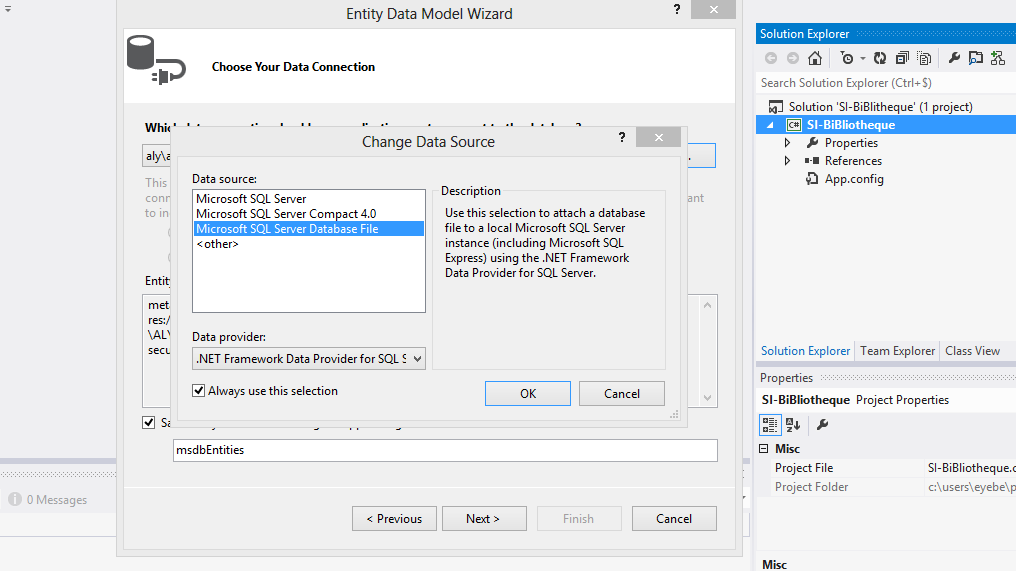 Entity Data Model Wizard
?
Choose Your Data Connection
aly\a
This
conn
to in
Entity
meta
res:/
\AL\
secu
msdbEntities
< Previous
Next >
Finish
Cancel
Change Data Source
?
Data source:
Microsoft SQL Server
Microsoft SQL Server Compact 4.0
Microsoft SQL Server Database File
<other>
Data provider:
.NET Framework Data Provider for SQL S
Always use this selection
Description
Use this selection to attach a database
file to a local Microsoft SQL Server
instance (including Microsoft SQL
Express) using the .NET Framework
Data Provider for SQL Server.
OK
Cancel
0 Messages
Solution Explorer
Search Solution Explorer (Ctrl+$)
Solution 'SI-BiBlitheque' (1 project)
C# SI-BiBliotheque
Properties
References
App.config
Solution Explorer
Team Explorer
Class View
Properties
SI-BiBliotheque Project Properties
Misc
Project File SI-BiBliotheque.c
Project Folder c:\users\eyebe\p
Misc